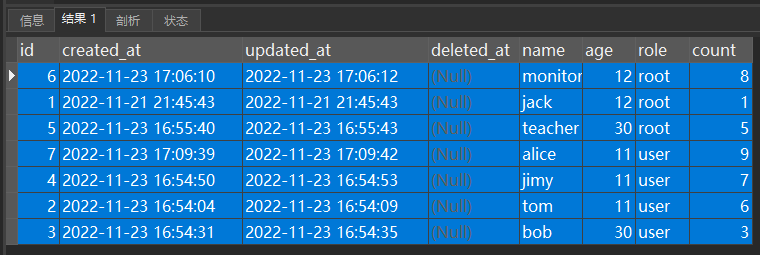 信息 结果 1 剖析 状态
id created_at updated_at deleted_at name age role count
6 2022-11-23 17:06:10 2022-11-23 17:06:12 (Null) monitor 12 root 8
1 2022-11-21 21:45:43 2022-11-21 21:45:43 (Null) jack 12 root 1
5 2022-11-23 16:55:40 2022-11-23 16:55:43 (Null) teacher 30 root 5
7 2022-11-23 17:09:39 2022-11-23 17:09:42 (Null) alice 11 user 9
4 2022-11-23 16:54:50 2022-11-23 16:54:53 (Null) jimy 11 user 7
2 2022-11-23 16:54:04 2022-11-23 16:54:09 (Null) tom 11 user 6
3 2022-11-23 16:54:31 2022-11-23 16:54:35 (Null) bob 30 user 3